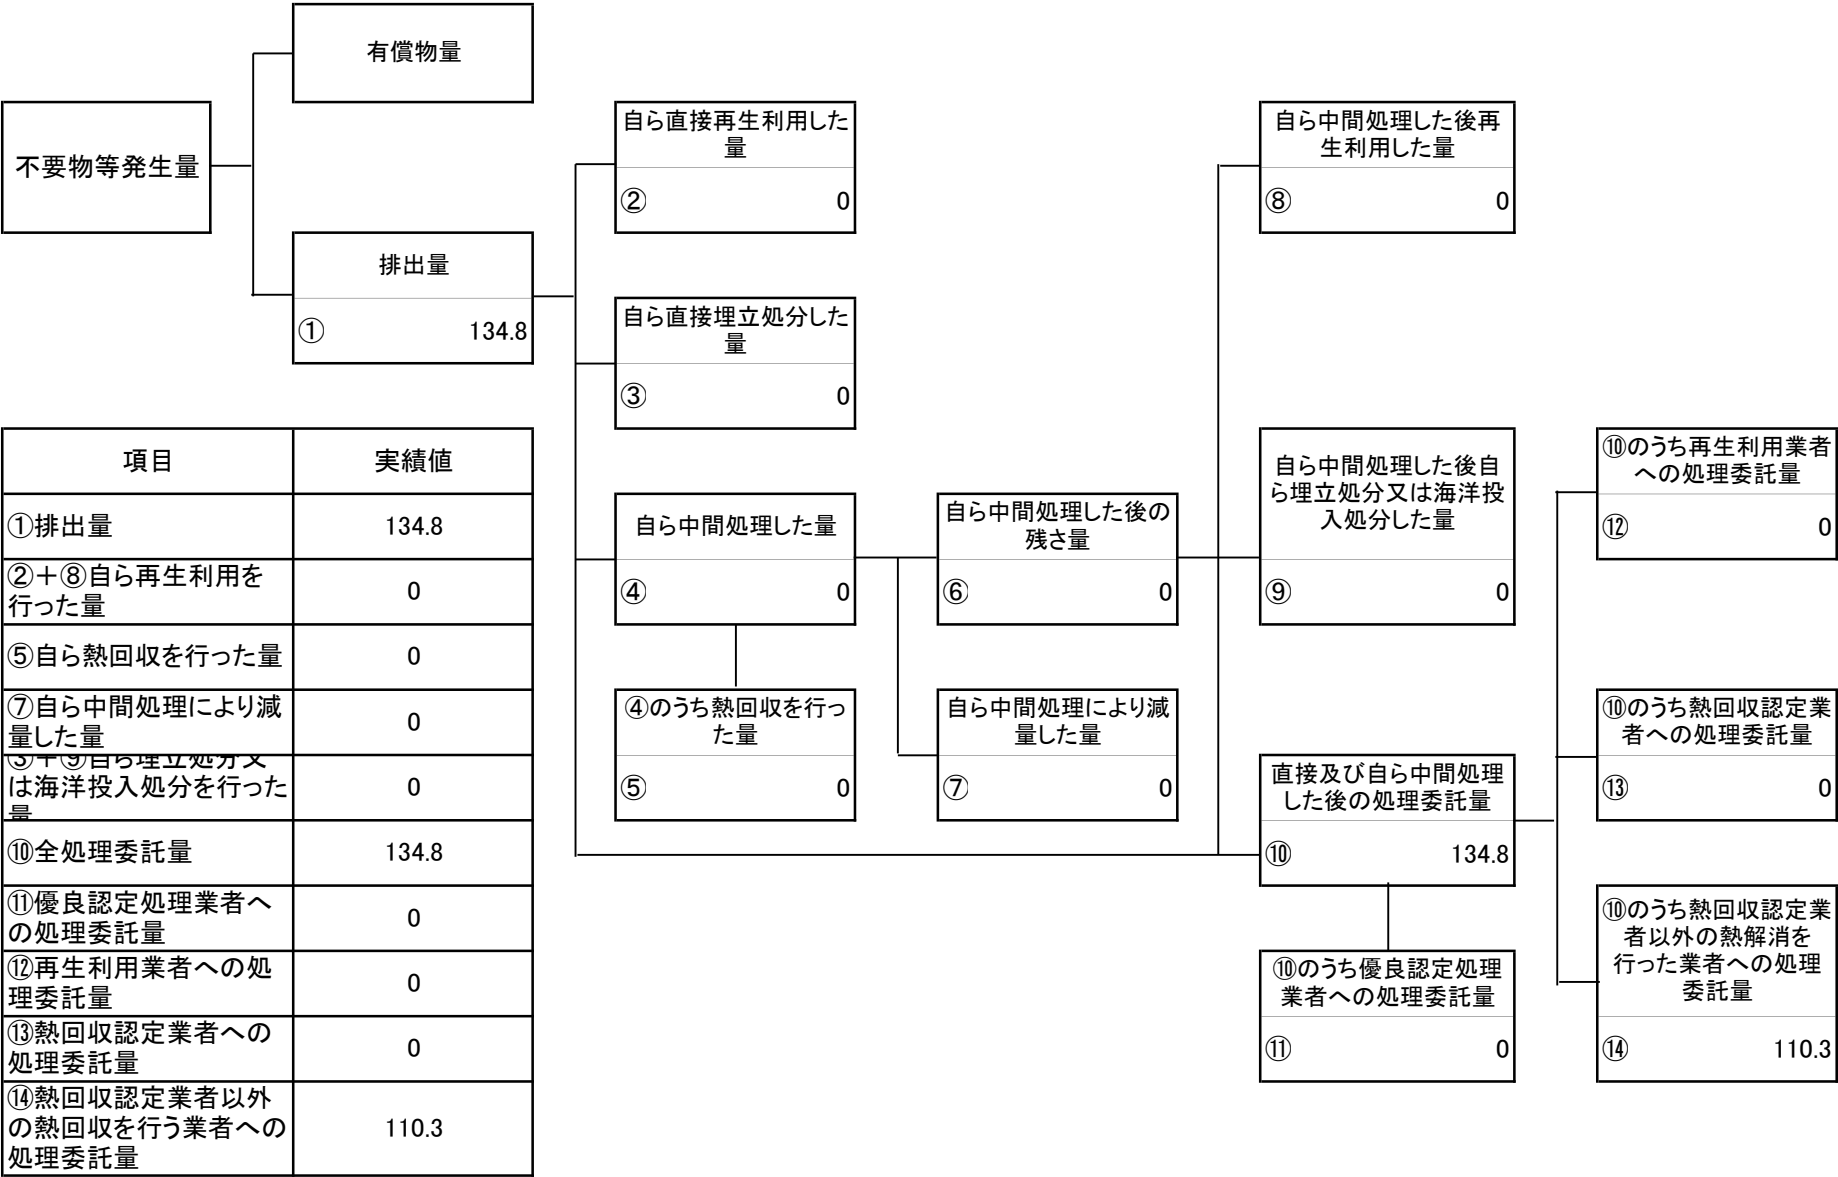 有償物量
不要物等発生量
排出量
① 134.8
自ら直接再生利用した
量
② 0
自ら直接埋立処分した
量
③ 0
自ら中間処理した量
④ 0
④のうち熱回収を行っ
た量
⑤ 0
自ら中間処理した後の
残さ量
⑥ 0
自ら中間処理により減
量した量
⑦ 0
自ら中間処理した後再
生利用した量
⑧ 0
自ら中間処理した後自
ら埋立処分又は海洋投
入処分した量
⑨ 0
直接及び自ら中間処理
した後の処理委託量
⑩ 134.8
⑩のうち優良認定処理
業者への処理委託量
⑪ 0
⑩のうち再生利用業者
への処理委託量
⑫ 0
⑩のうち熱回収認定業
者への処理委託量
⑬ 0
⑩のうち熱回収認定業
者以外の熱解消を
行った業者への処理
委託量
⑭ 110.3
項目 実績値
①排出量 134.8
②＋⑧自ら再生利用を
行った量 0
⑤自ら熱回収を行った量 0
⑦自ら中間処理により減
量した量 0
③＋⑨自ら埋立処分又
は海洋投入処分を行った
量 0
⑩全処理委託量 134.8
⑪優良認定処理業者へ
の処理委託量 0
⑫再生利用業者への処
理委託量 0
⑬熱回収認定業者への
処理委託量 0
⑭熱回収認定業者以外
の熱回収を行う業者への
処理委託量 110.3